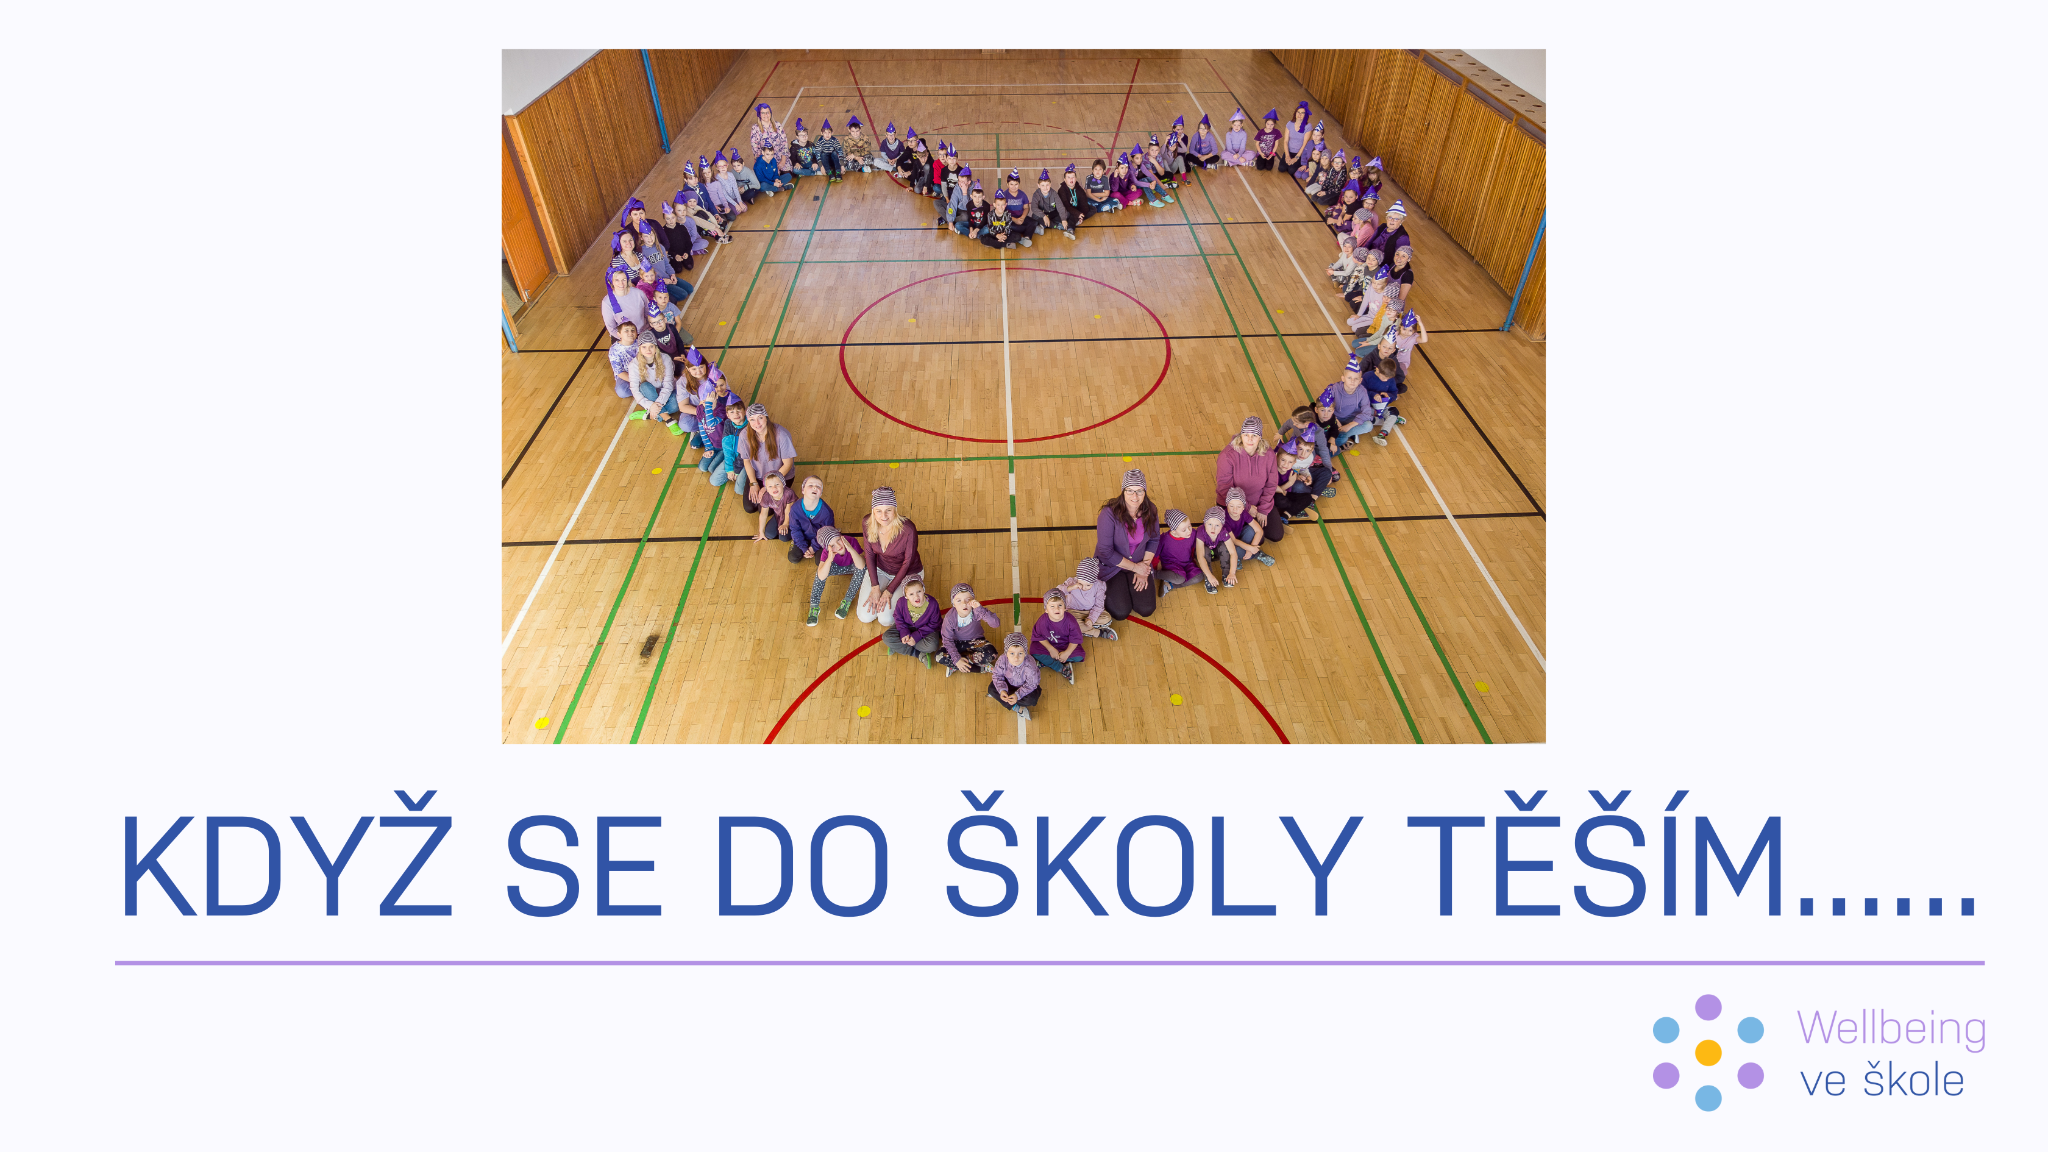 KDYŽ SE DO ŠKOLY TĚŠÍM......
Wellbeing
ve škole